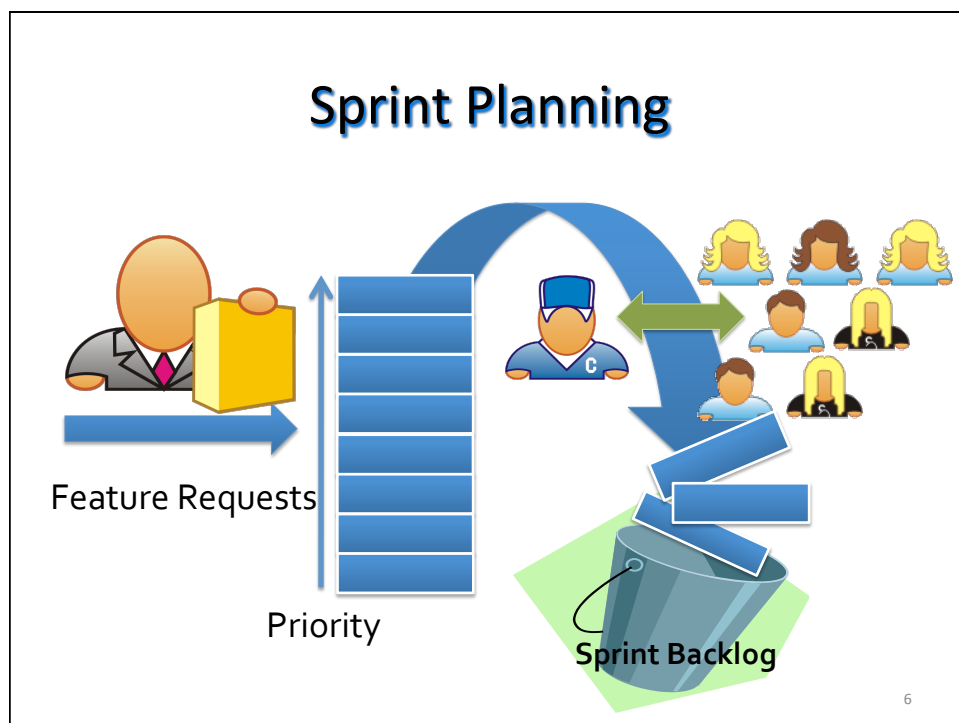 Sprint Planning
C
Feature Requests
Priority
Sprint Backlog
6